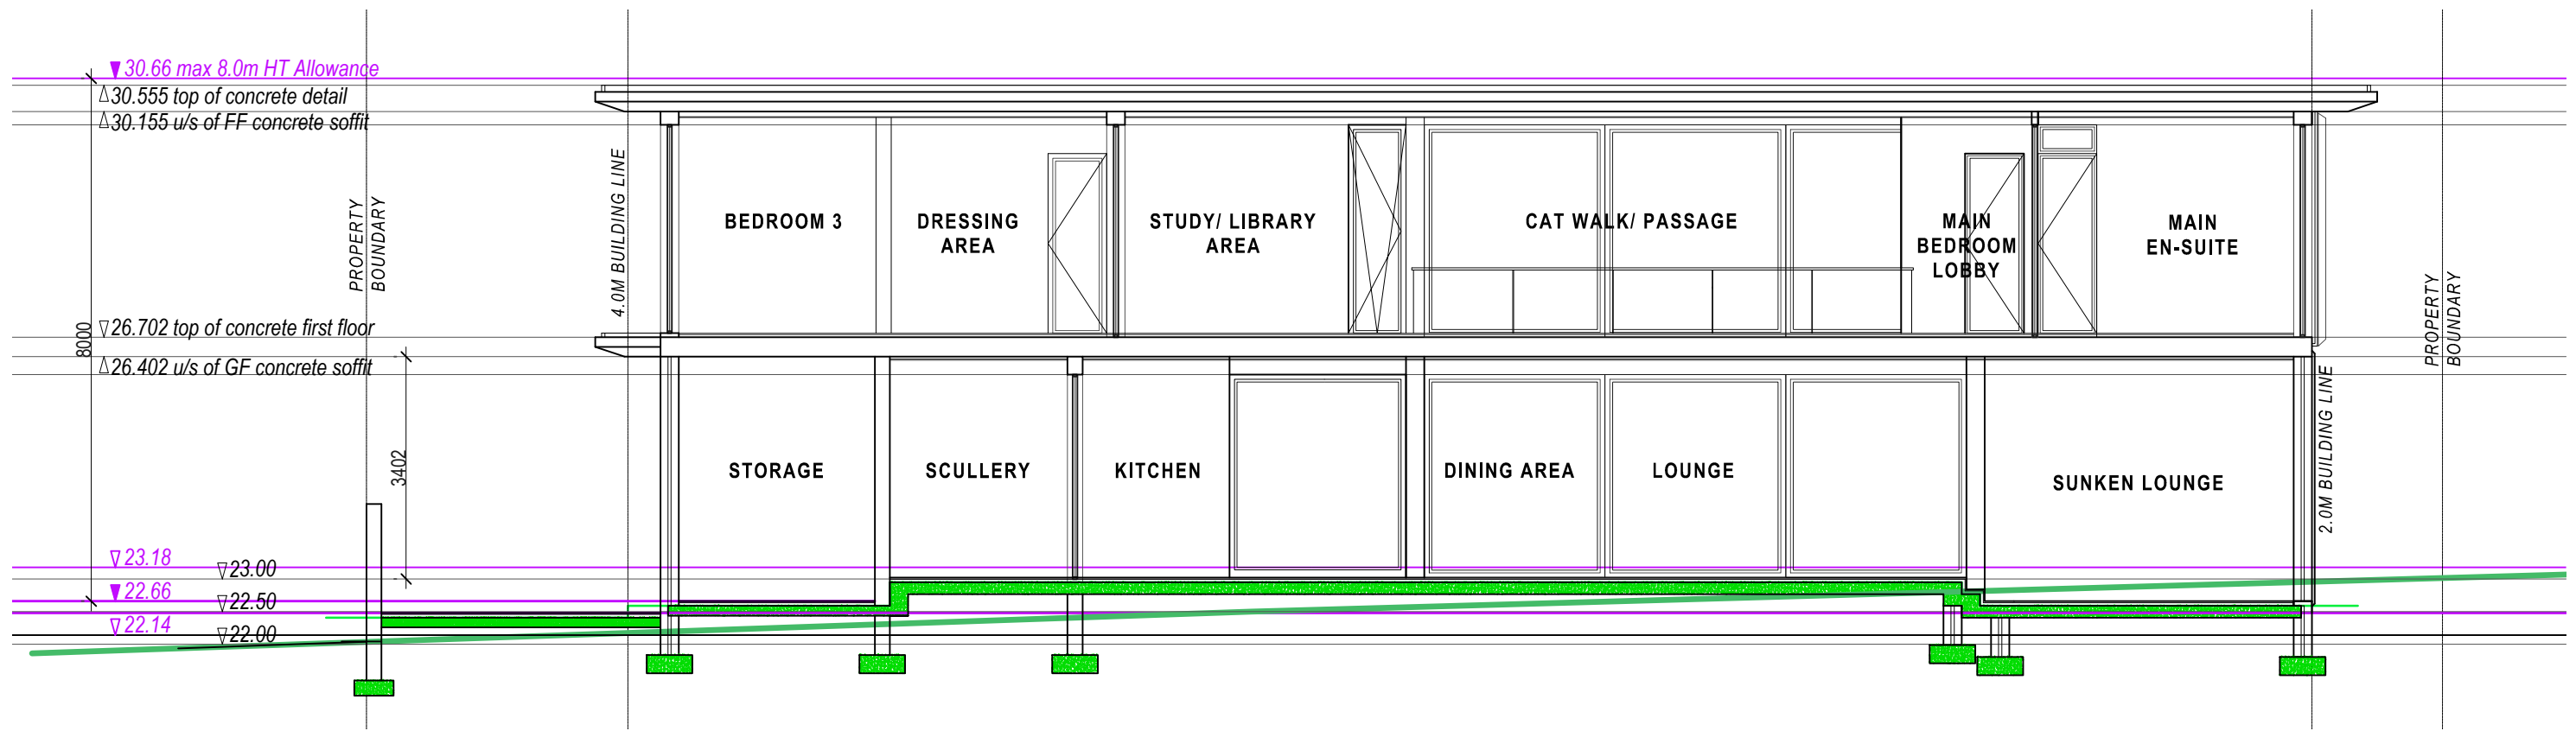 30.66 max 8.0m HT Allowance
30.555 top of concrete detail
30.155 u/s of FF concrete soffit
PROPERTY
BOUNDARY
4.0M BUILDING LINE
BEDROOM 3
DRESSING
AREA
STUDY/ LIBRARY
AREA
CAT WALK/ PASSAGE
MAIN
BEDROOM
LOBBY
MAIN
EN-SUITE
PROPERTY
BOUNDARY
8000
26.702 top of concrete first floor
26.402 u/s of GF concrete soffit
3402
STORAGE
SCULLERY
KITCHEN
DINING AREA
LOUNGE
SUNKEN LOUNGE
2.0M BUILDING LINE
23.18
23.00
22.66
22.50
22.14
22.00